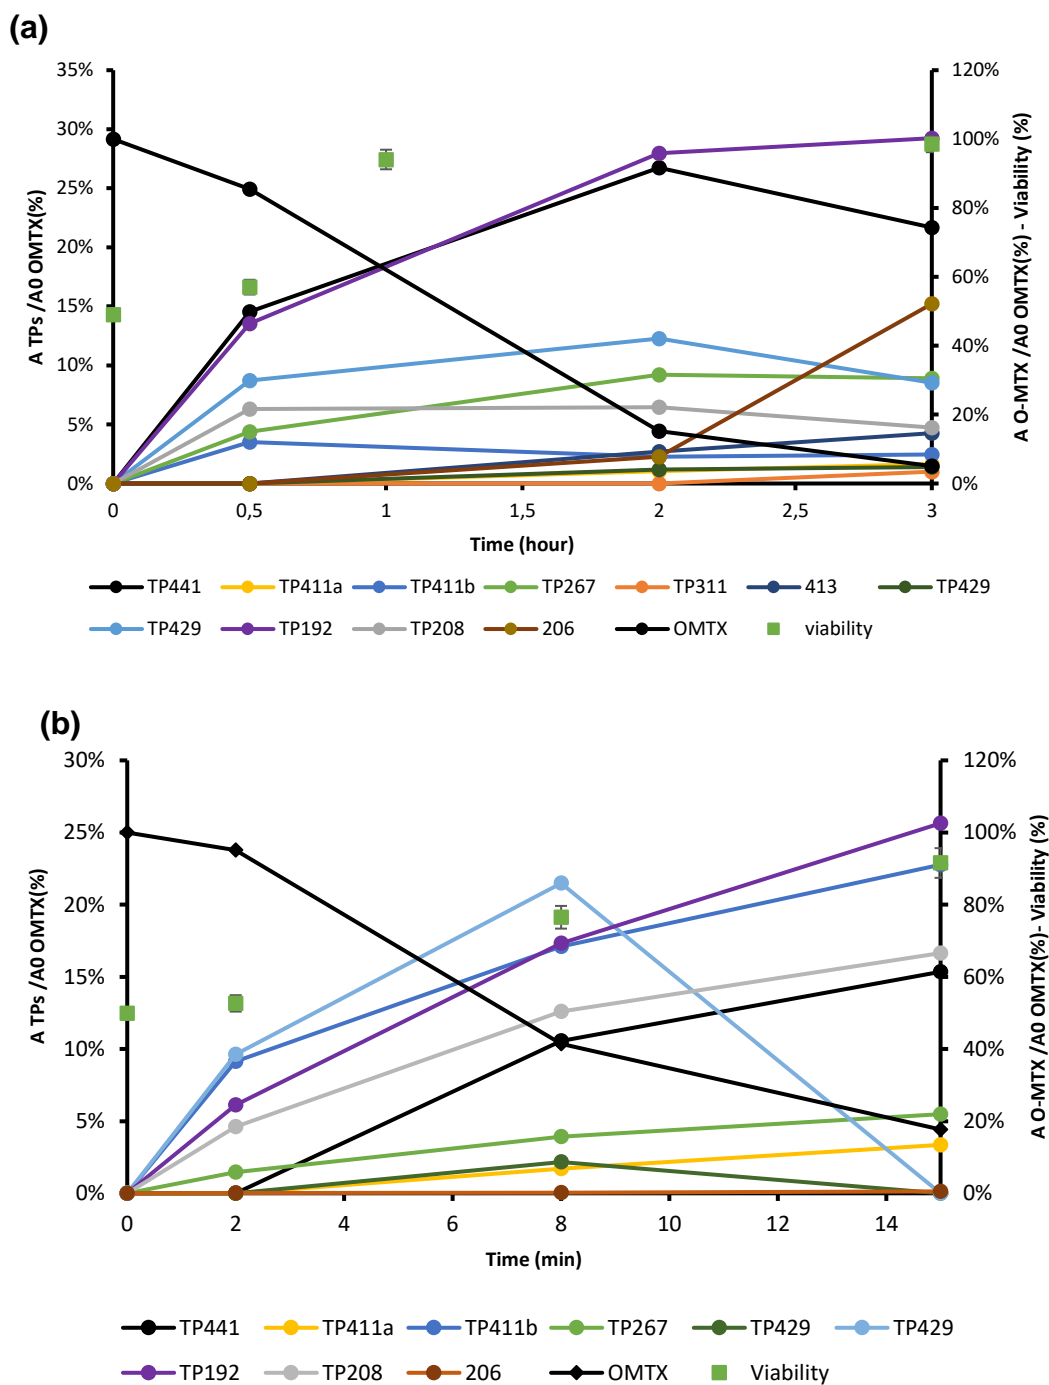 (a)
35%
30%
25%
20%
15%
10%
5%
0%
120%
100%
80%
60%
40%
20%
0%
A TPs /A0 OMTX(%)
A O-MTX /A0 OMTX(%) - Viability (%)
0 0,5 1 1,5 2 2,5 3
Time (hour)
TP441 TP411a TP411b TP267 TP311 413 TP429
TP429 TP192 TP208 206 OMTX viability
(b)
30%
25%
20%
15%
10%
5%
0%
120%
100%
80%
60%
40%
20%
0%
A TPs /A0 OMTX(%)
A O-MTX /A0 OMTX(%)- Viability (%)
0 2 4 6 8 10 12 14
Time (min)
TP441 TP411a TP411b TP267 TP429 TP429
TP192 TP208 206 OMTX Viability